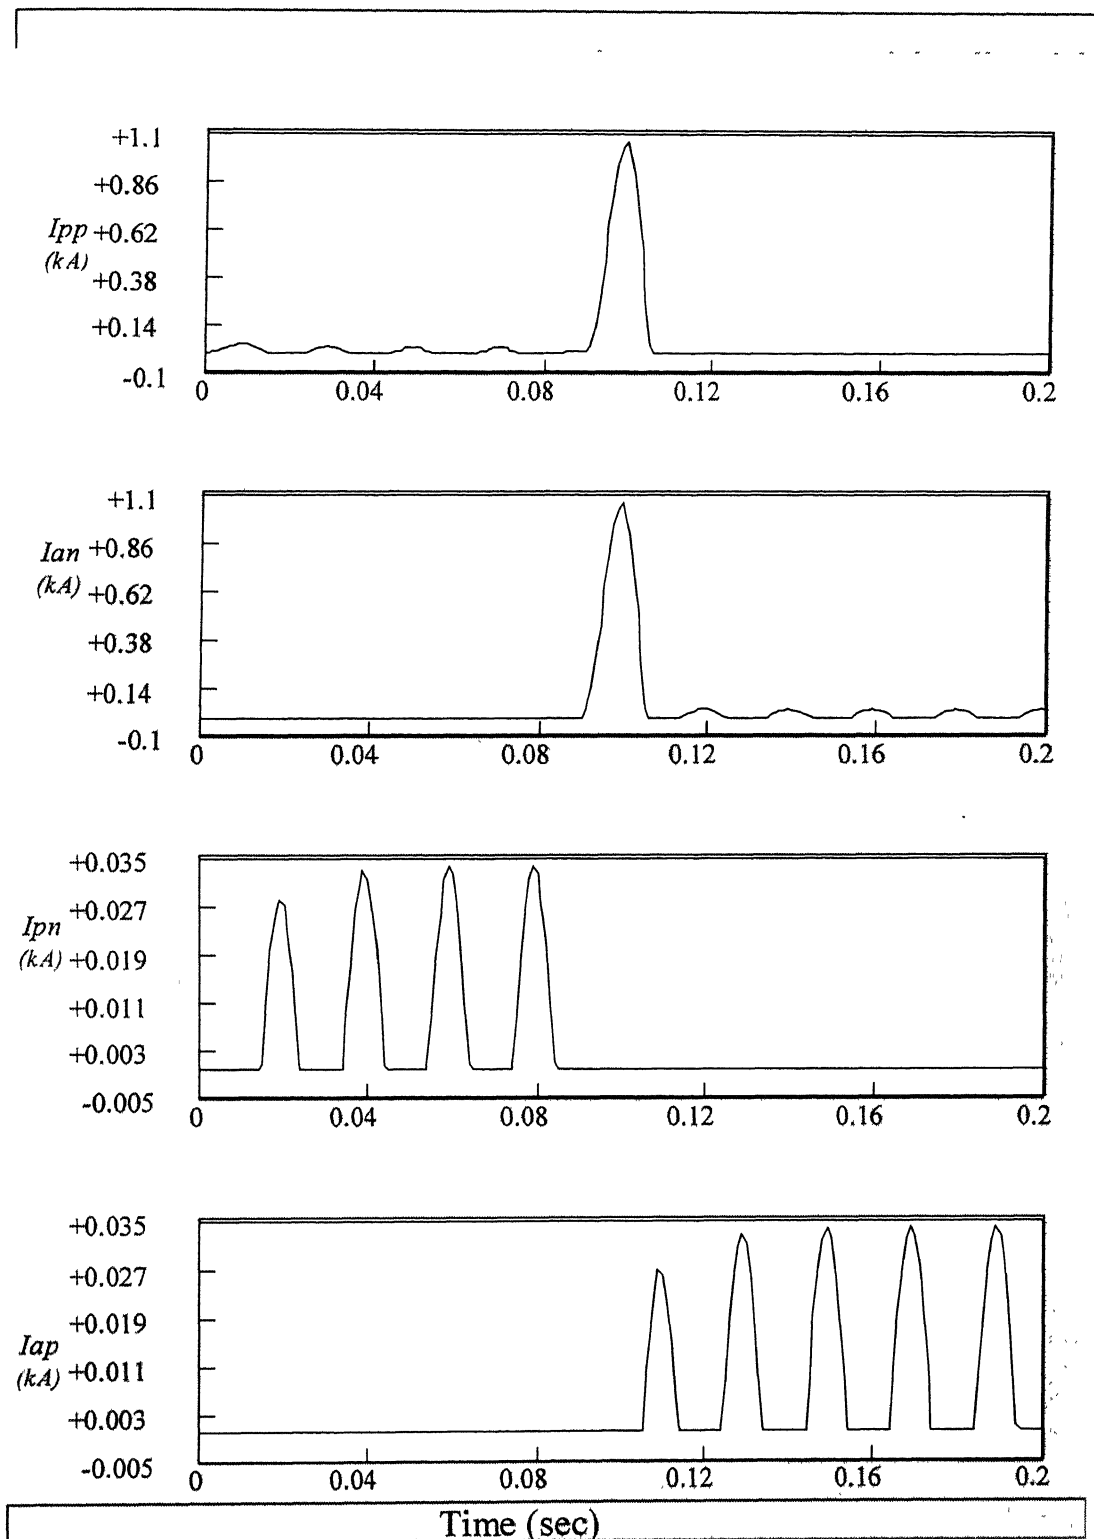 +1.1
+0.86
Ipp +0.62
(kA) +0.38
+0.14
-0.1
0 0.04 0.08 0.12 0.16 0.2
+1.1
Ian +0.86
(kA) +0.62
+0.38
+0.14
-0.1
0 0.04 0.08 0.12 0.16 0.2
+0.035
Ipn +0.027
(kA) +0.019
+0.011
+0.003
-0.005
0 0.04 0.08 0.12 0.16 0.2
+0.035
+0.027
+0.019
Iap
(kA) +0.011
+0.003
-0.005
0 0.04 0.08 0.12 0.16 0.2
Time (sec)